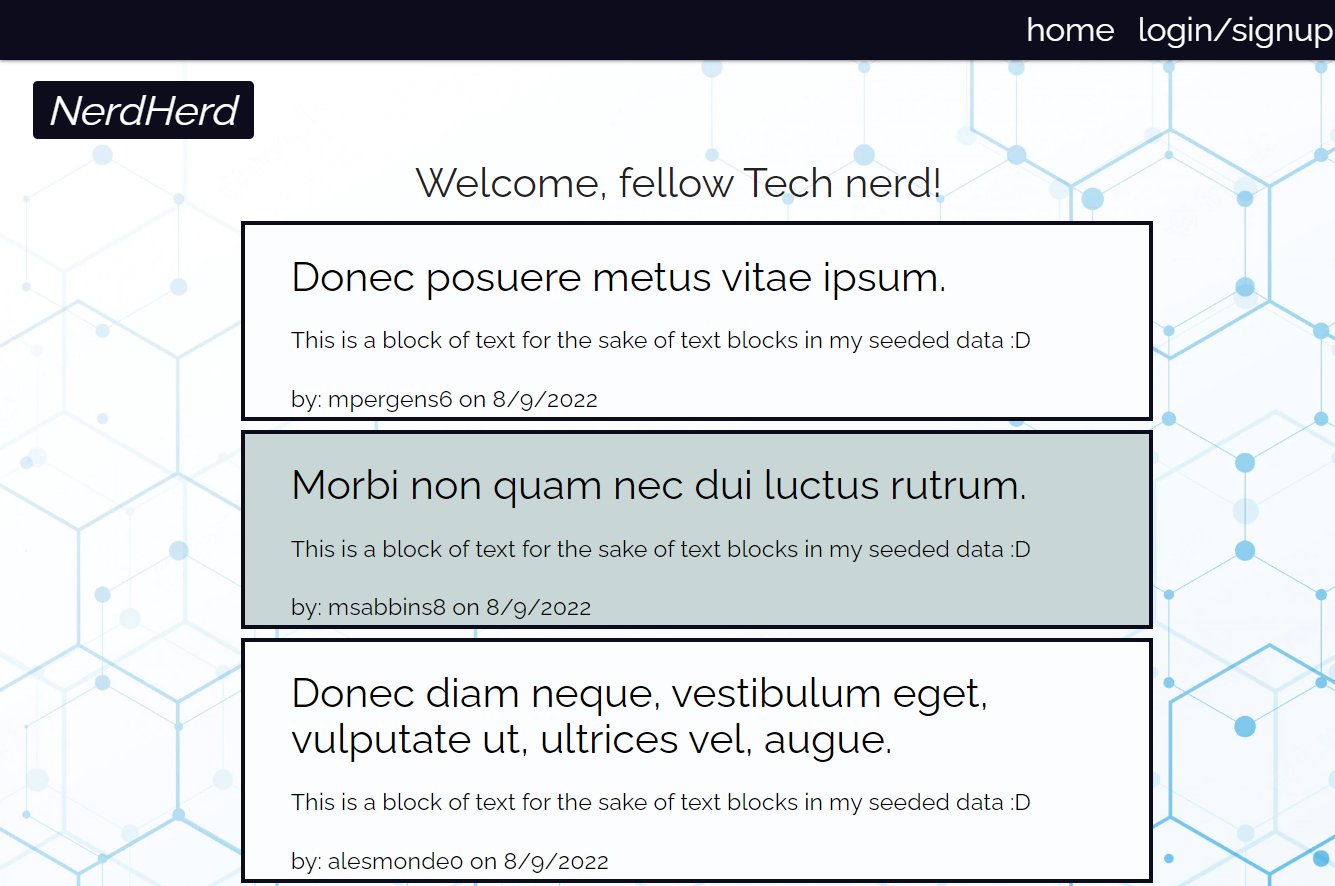 home login/signup
NerdHerd
Welcome, fellow Tech nerd!
Donec posuere metus vitae ipsum.
This is a block of text for the sake of text blocks in my seeded data :D
by: mpergens6 on 8/9/2022
Morbi non quam nec dui luctus rutrum.
This is a block of text for the sake of text blocks in my seeded data :D
by: msabbins8 on 8/9/2022
Donec diam neque, vestibulum eget,
vulputate ut, ultrices vel, augue.
This is a block of text for the sake of text blocks in my seeded data :D
by: alesmonde0 on 8/9/2022